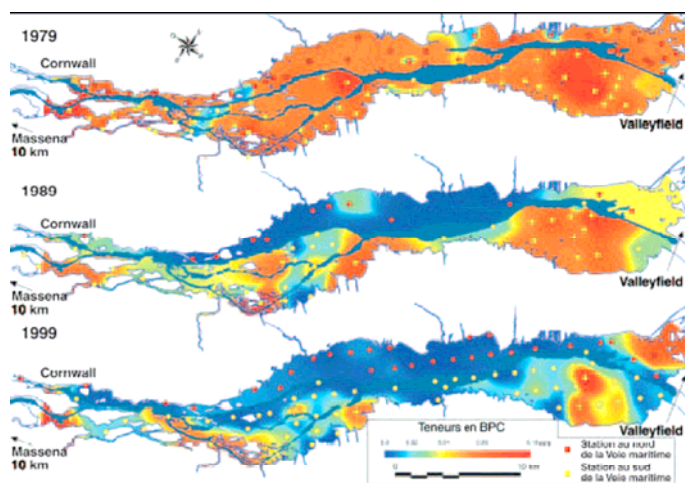 1979
Cornwall
Massena
10 km
Valleyfield
1989
Cornwall
Massena
10 km
Valleyfield
1999
Cornwall
Massena
10 km
Valleyfield
Teneurs en BPC
0
10 km
Station au nord
de la Voie maritime
Station au sud
de la Voie maritime